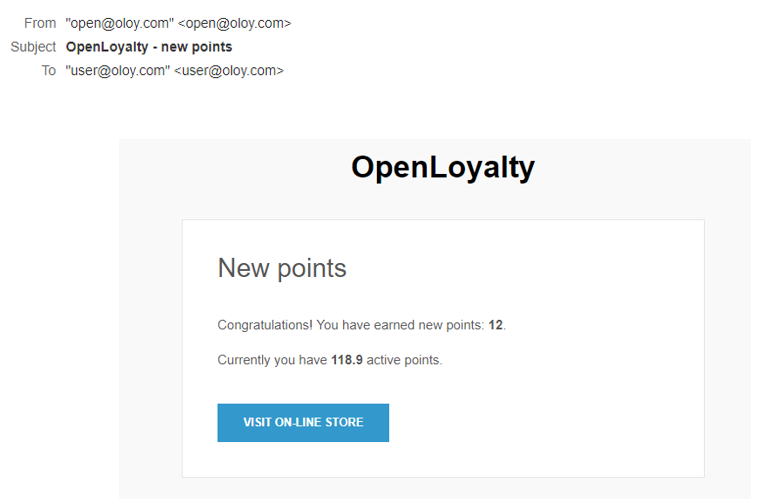 From "open@oloy.com" <open@oloy.com>
Subject OpenLoyalty - new points
To "user@oloy.com" <user@oloy.com>
OpenLoyalty
New points
Congratulations! You have earned new points: 12.
Currently you have 118.9 active points.
VISIT ON-LINE STORE